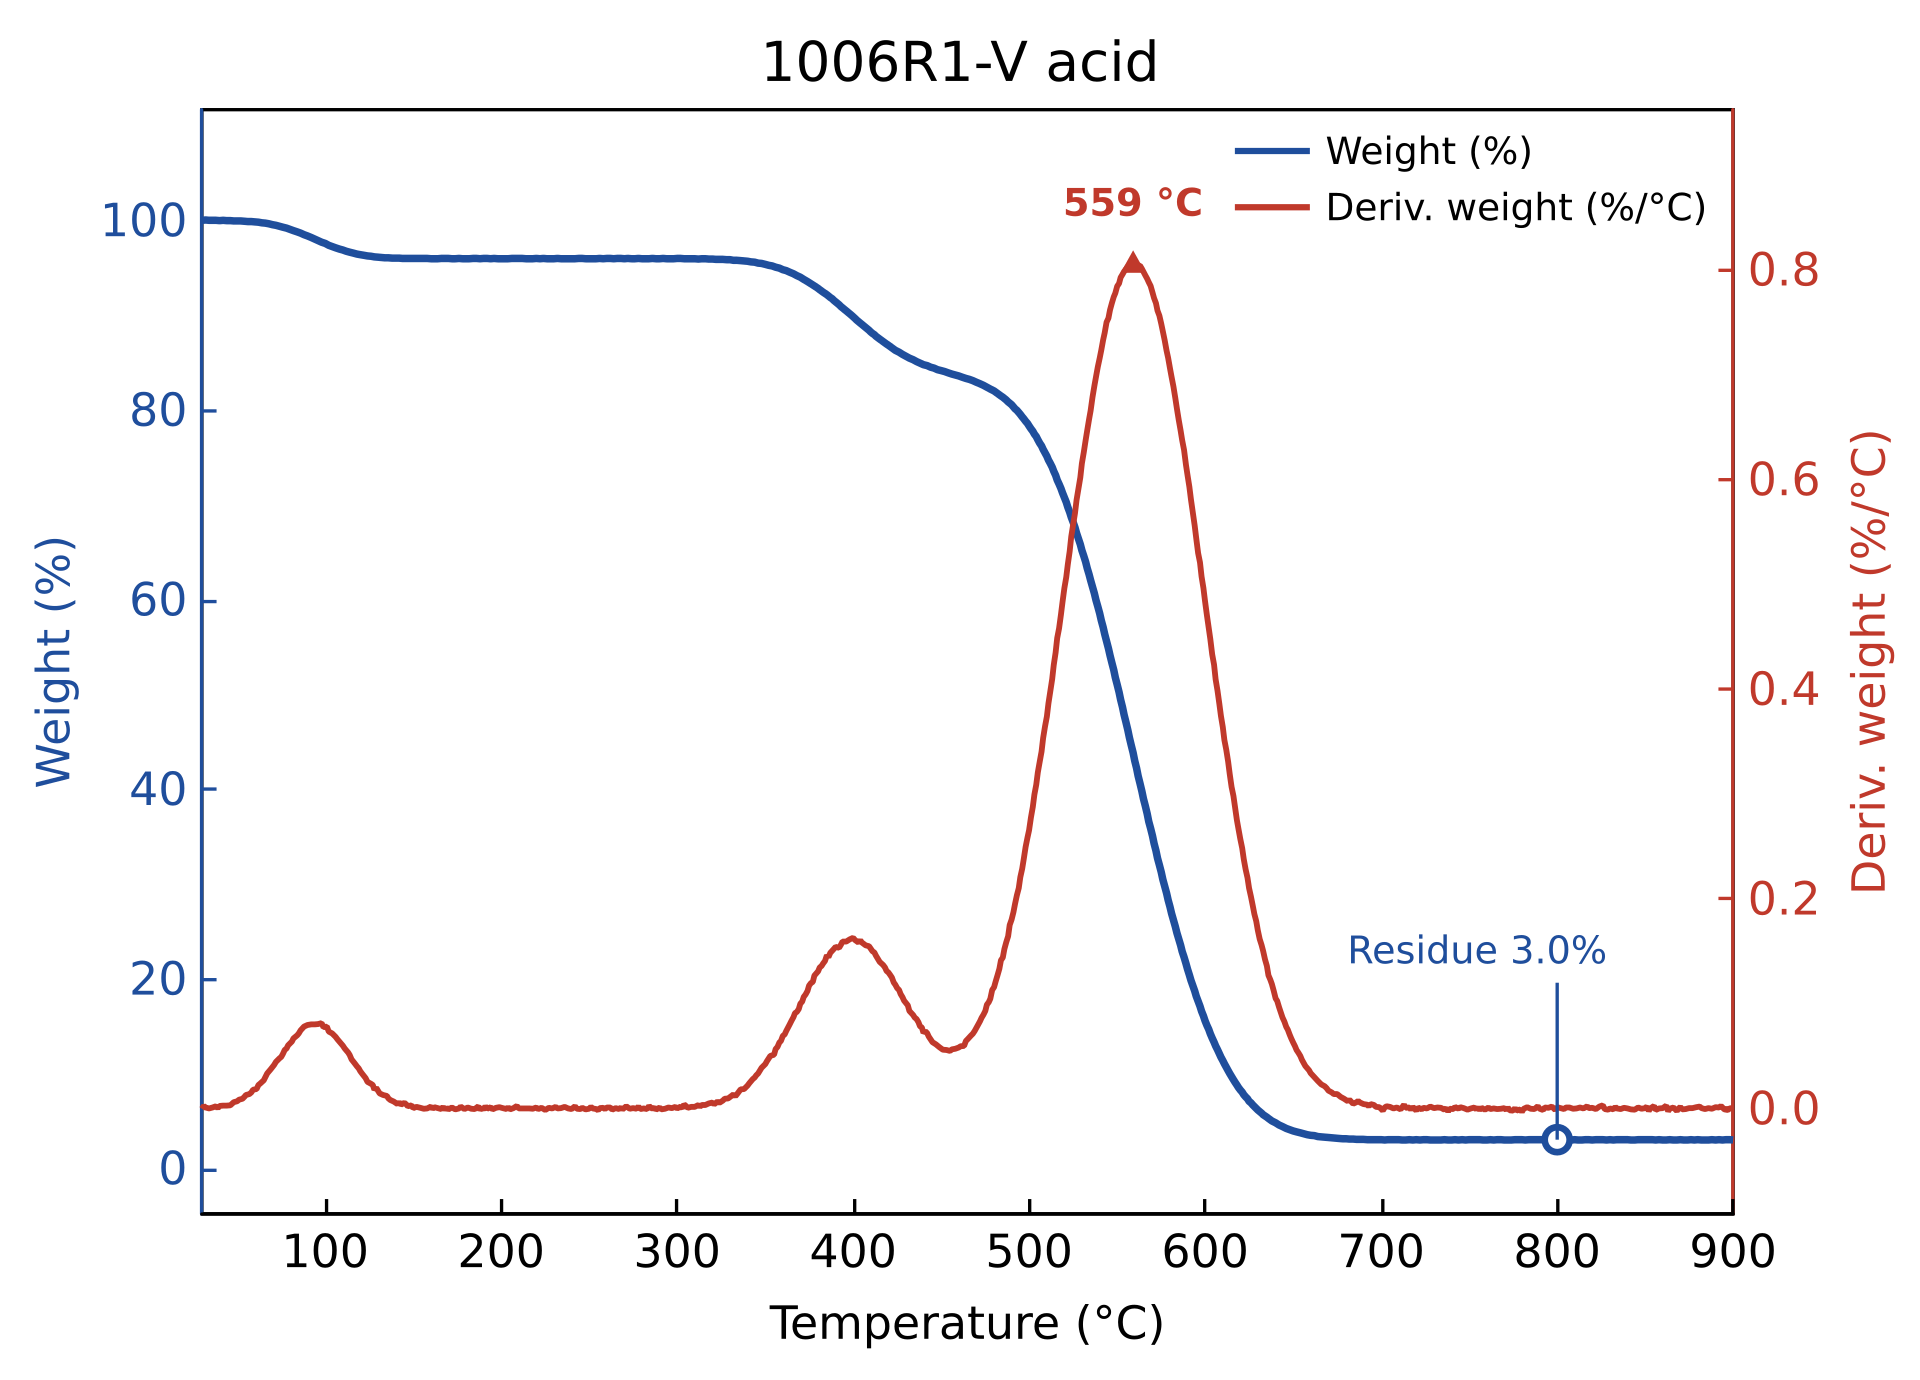 1006R1-V acid
Weight (%)
Deriv. weight (%/°C)
559 °C
Residue 3.0%
100
80
60
40
20
0
Weight (%)
0.8
0.6
0.4
0.2
0.0
Deriv. weight (%/°C)
100 200 300 400 500 600 700 800 900
Temperature (°C)